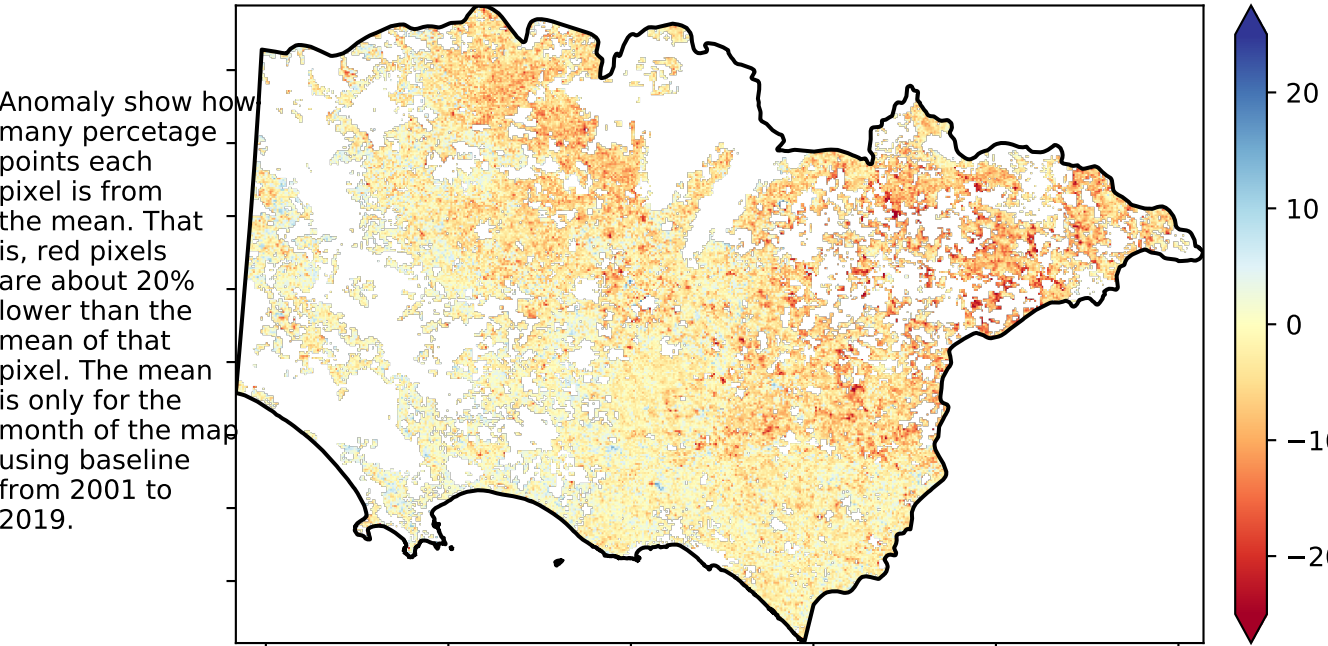 Anomaly show how
many percetage
points each
pixel is from
the mean. That
is, red pixels
are about 20%
lower than the
mean of that
pixel. The mean
is only for the
month of the map
using baseline
from 2001 to
2019.
20
10
0
−10
−20